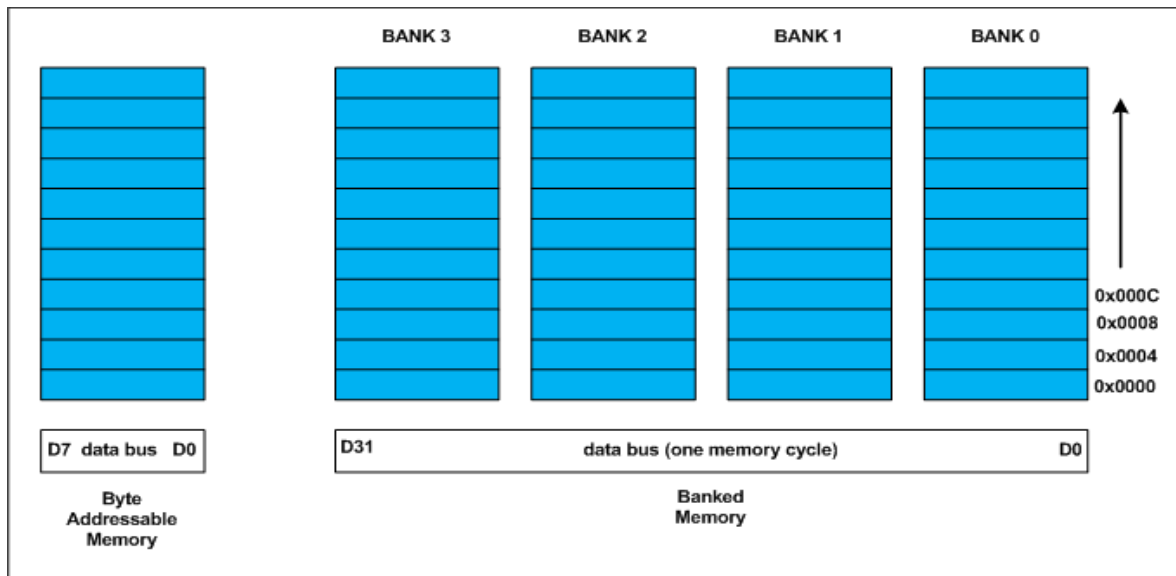 BANK 3 BANK 2 BANK 1 BANK 0
0x000C
0x0008
0x0004
0x0000
D7 data bus D0
D31 data bus (one memory cycle) D0
Byte
Addressable
Memory
Banked
Memory